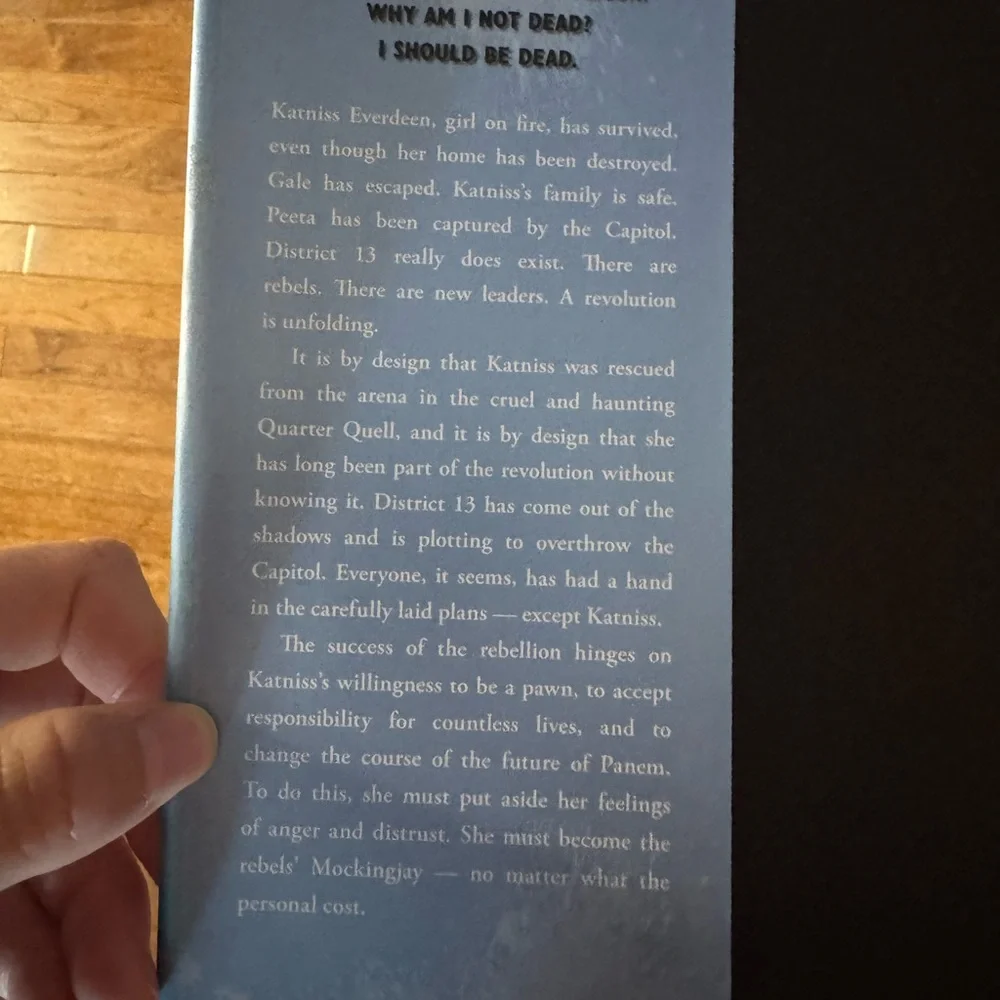 WHY AM I NOT DEAD?
I SHOULD BE DEAD.
Katniss Everdeen, girl on fire, has survived,
even though her home has been destroyed.
Gale has escaped. Katniss's family is safe.
Peeta has been captured by the Capitol.
District 13 really does exist. There are
rebels. There are new leaders. A revolution
is unfolding.
It is by design that Katniss was rescued
from the arena in the cruel and haunting
Quarter Quell, and it is by design that she
has long been part of the revolution without
knowing it. District 13 has come out of the
shadows and is plotting to overthrow the
Capitol. Everyone, it seems, has had a hand
in the carefully laid plans — except Katniss.
The success of the rebellion hinges on
Katniss's willingness to be a pawn, to accept
responsibility for countless lives, and to
change the course of the future of Panem.
To do this, she must put aside her feelings
of anger and distrust. She must become the
rebels' Mockingjay — no matter what the
personal cost.